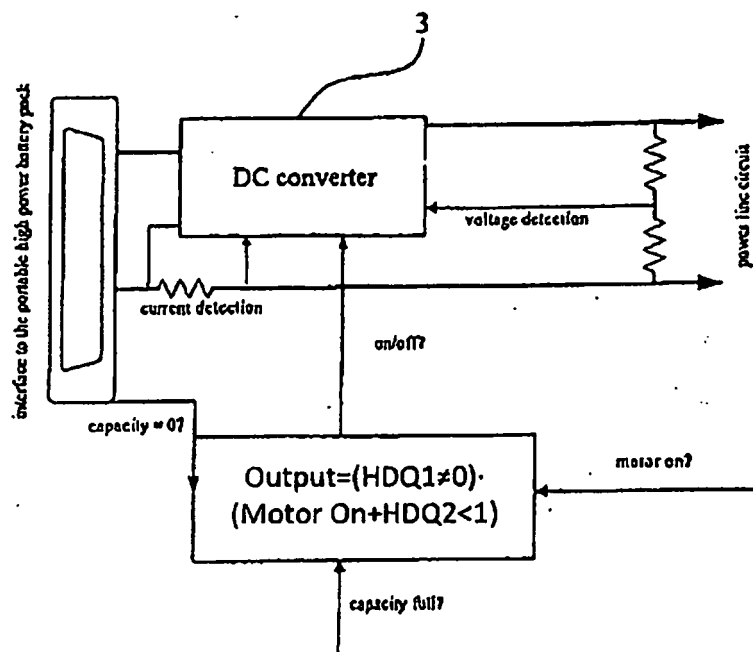 3
interface to the portable high power battery pack
DC converter
voltage detection
power line circuit
current detection
on/off?
capacity = 0?
Output=(HDQ1≠0)·
(Motor On+HDQ2<1)
motor on?
capacity full?